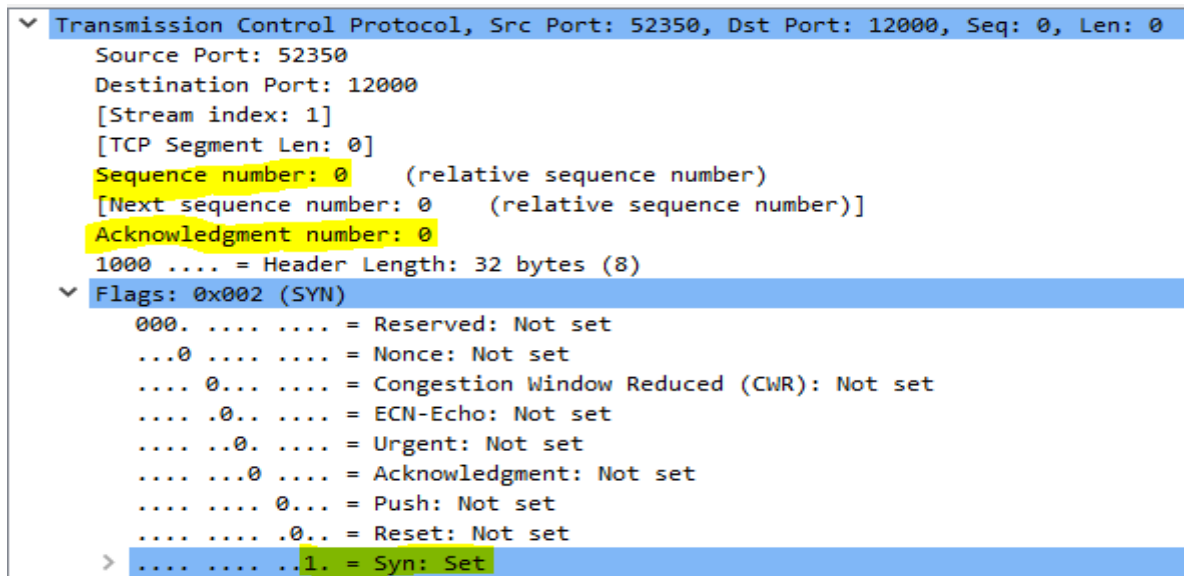 Transmission Control Protocol, Src Port: 52350, Dst Port: 12000, Seq: 0, Len: 0
Source Port: 52350
Destination Port: 12000
[Stream index: 1]
[TCP Segment Len: 0]
Sequence number: 0    (relative sequence number)
[Next sequence number: 0    (relative sequence number)]
Acknowledgment number: 0
1000 .... = Header Length: 32 bytes (8)
Flags: 0x002 (SYN)
000. .... .... = Reserved: Not set
...0 .... .... = Nonce: Not set
.... 0... .... = Congestion Window Reduced (CWR): Not set
.... .0.. .... = ECN-Echo: Not set
.... ..0. .... = Urgent: Not set
.... ...0 .... = Acknowledgment: Not set
.... .... 0... = Push: Not set
.... .... .0.. = Reset: Not set
.... .... ..1. = Syn: Set